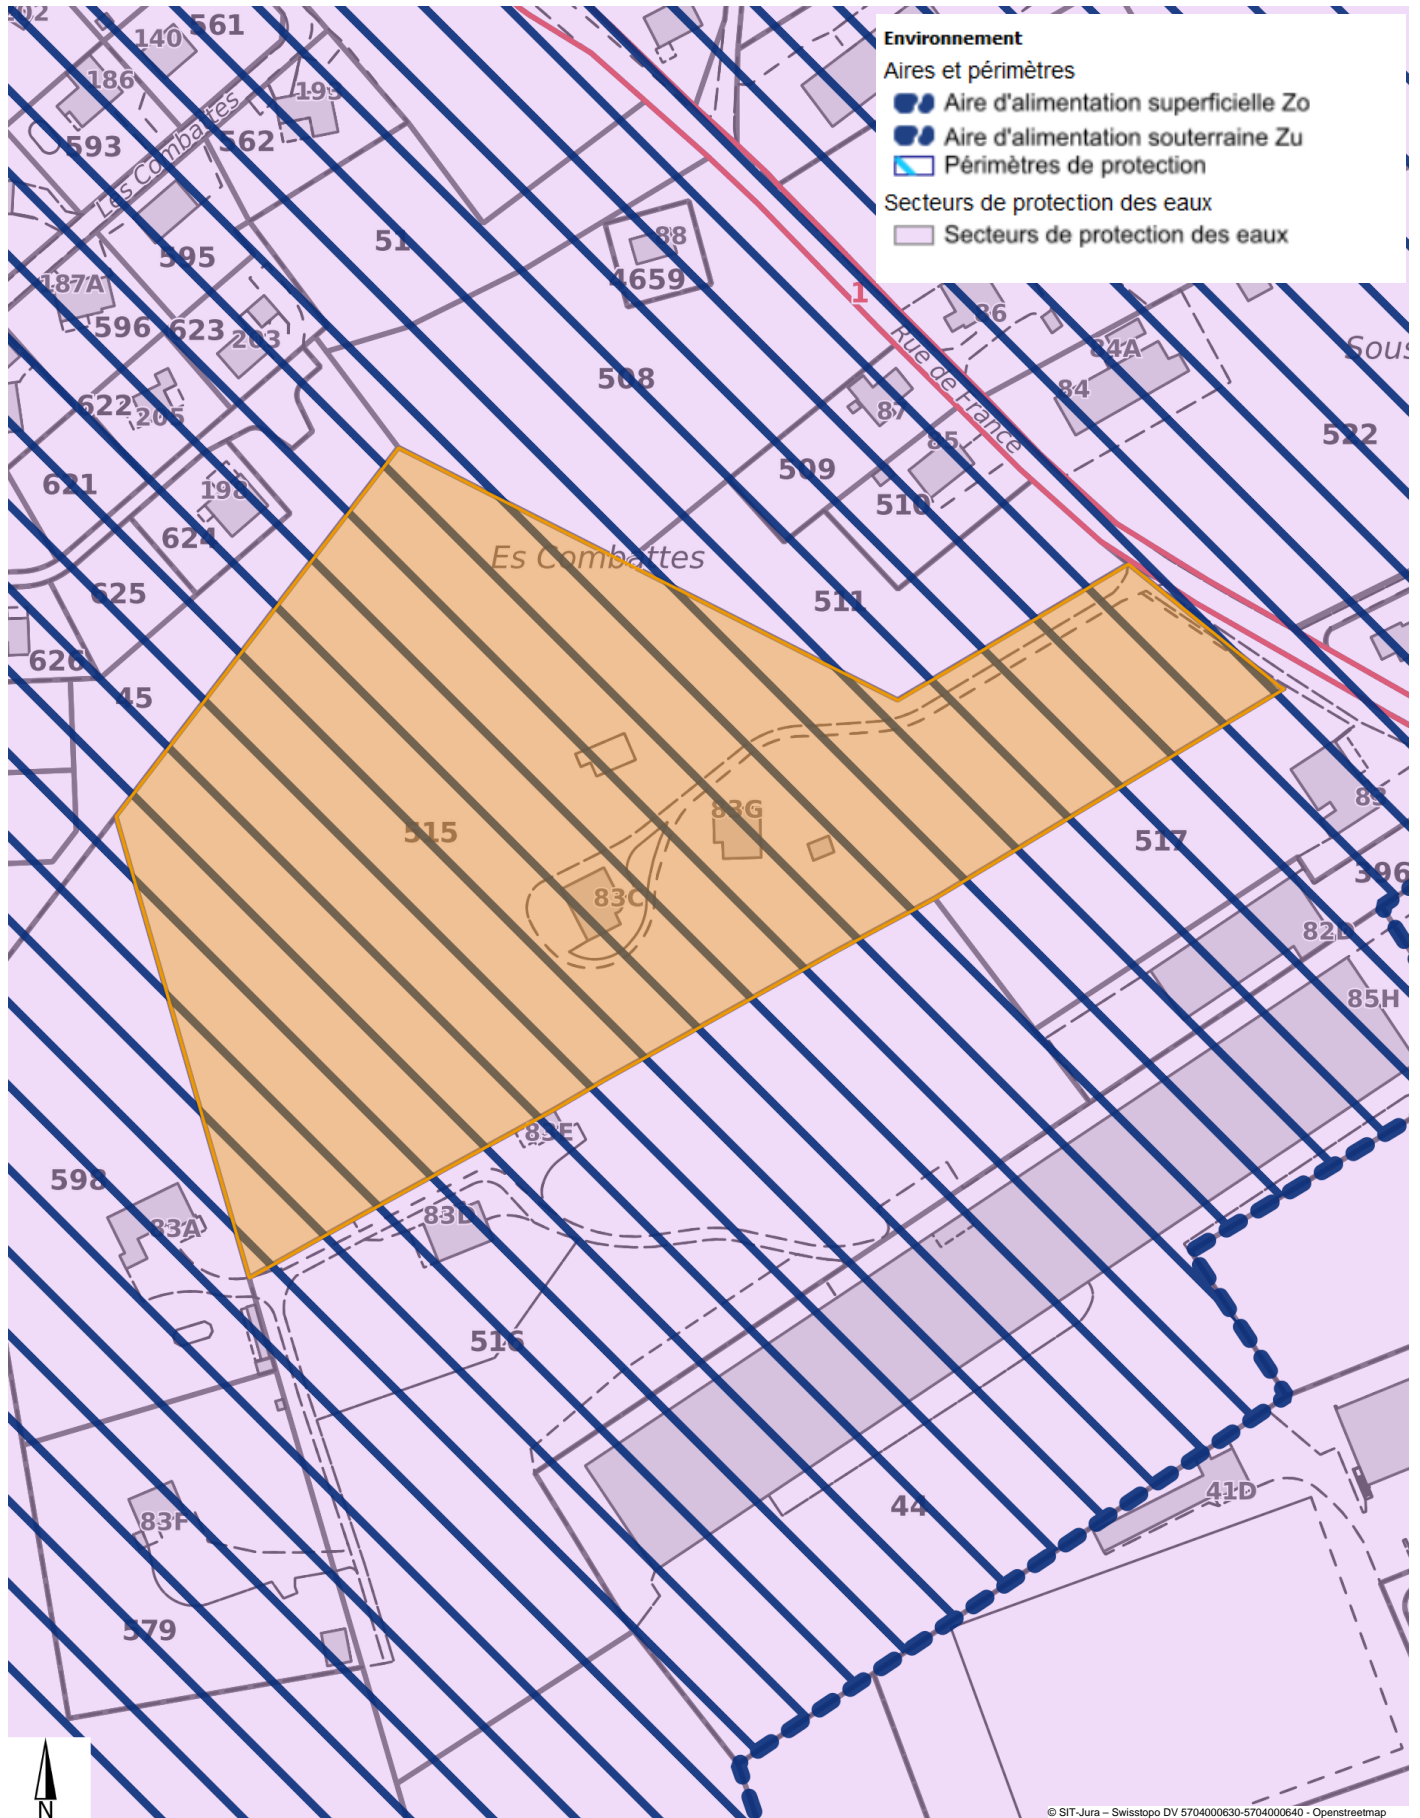 Environnement
Aires et périmètres
Aire d'alimentation superficielle Zo
Aire d'alimentation souterraine Zu
Périmètres de protection
Secteurs de protection des eaux
Secteurs de protection des eaux
561
140
186
193
593
562
Les Combattes
51
88
595
4659
187A
1
596
623
203
86
Rue de France
84A
508
84
622
205
87
522
85
509
621
198
510
624
Es Combattes
625
511
626
45
515
83G
517
83
83C
396
82D
85H
83E
598
83A
83D
516
44
41D
83F
579
N
© SIT-Jura – Swisstopo DV 5704000630-5704000640 - Openstreetmap